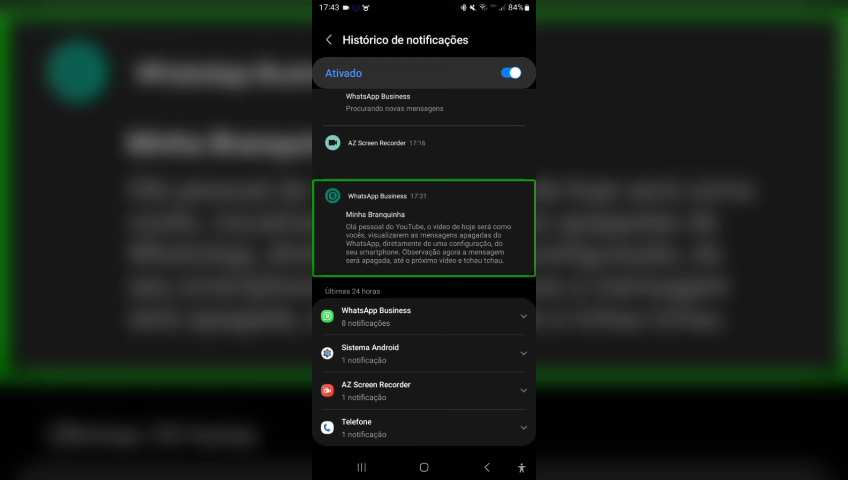 17:43
84%
Histórico de notificações
Ativado
WhatsApp Business
Procurando novas mensagens
AZ Screen Recorder 17:16
WhatsApp Business 17:31
Minha Branquinha
Olá pessoal do YouTube, o vídeo de hoje será como
vocês, visualizarem as mensagens apagadas do
WhatsApp, diretamente de uma configuração, do
seu smartphone. Observação agora a mensagem
será apagada, até o próximo vídeo e tchau tchau.
Últimas 24 horas
WhatsApp Business
8 notificações
Sistema Android
1 notificação
AZ Screen Recorder
1 notificação
Telefone
1 notificação